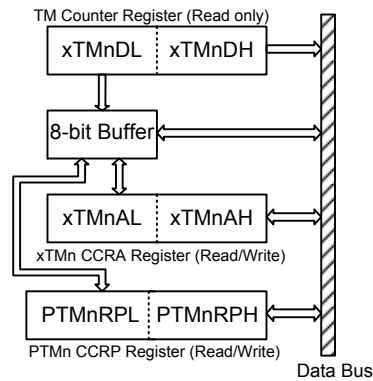 TM Counter Register (Read only)
xTMnDL xTMnDH
8-bit Buffer
xTMnAL xTMnAH
xTMn CCRA Register (Read/Write)
PTMnRPL PTMnRPH
PTMn CCRP Register (Read/Write)
Data Bus